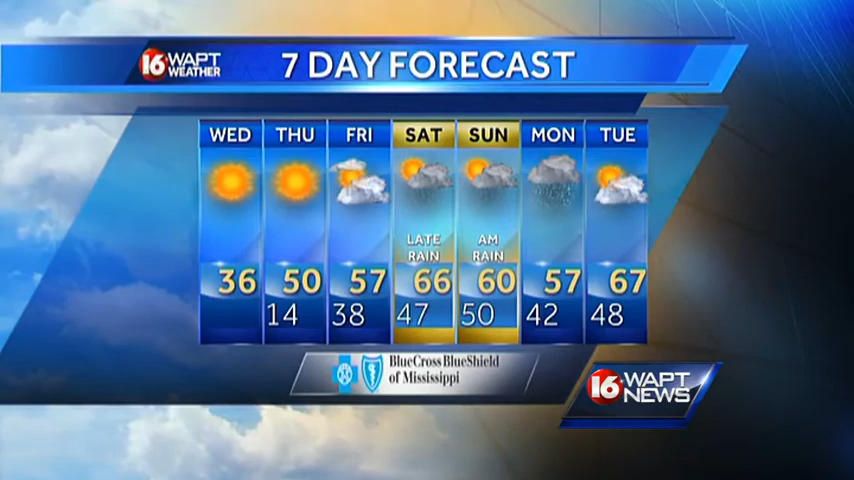 16 WAPT WEATHER
7 DAY FORECAST
WED THU FRI SAT SUN MON TUE
LATE RAIN
AM RAIN
36 50 57 66 60 57 67
14 38 47 50 42 48
BlueCross BlueShield
of Mississippi
16 WAPT NEWS